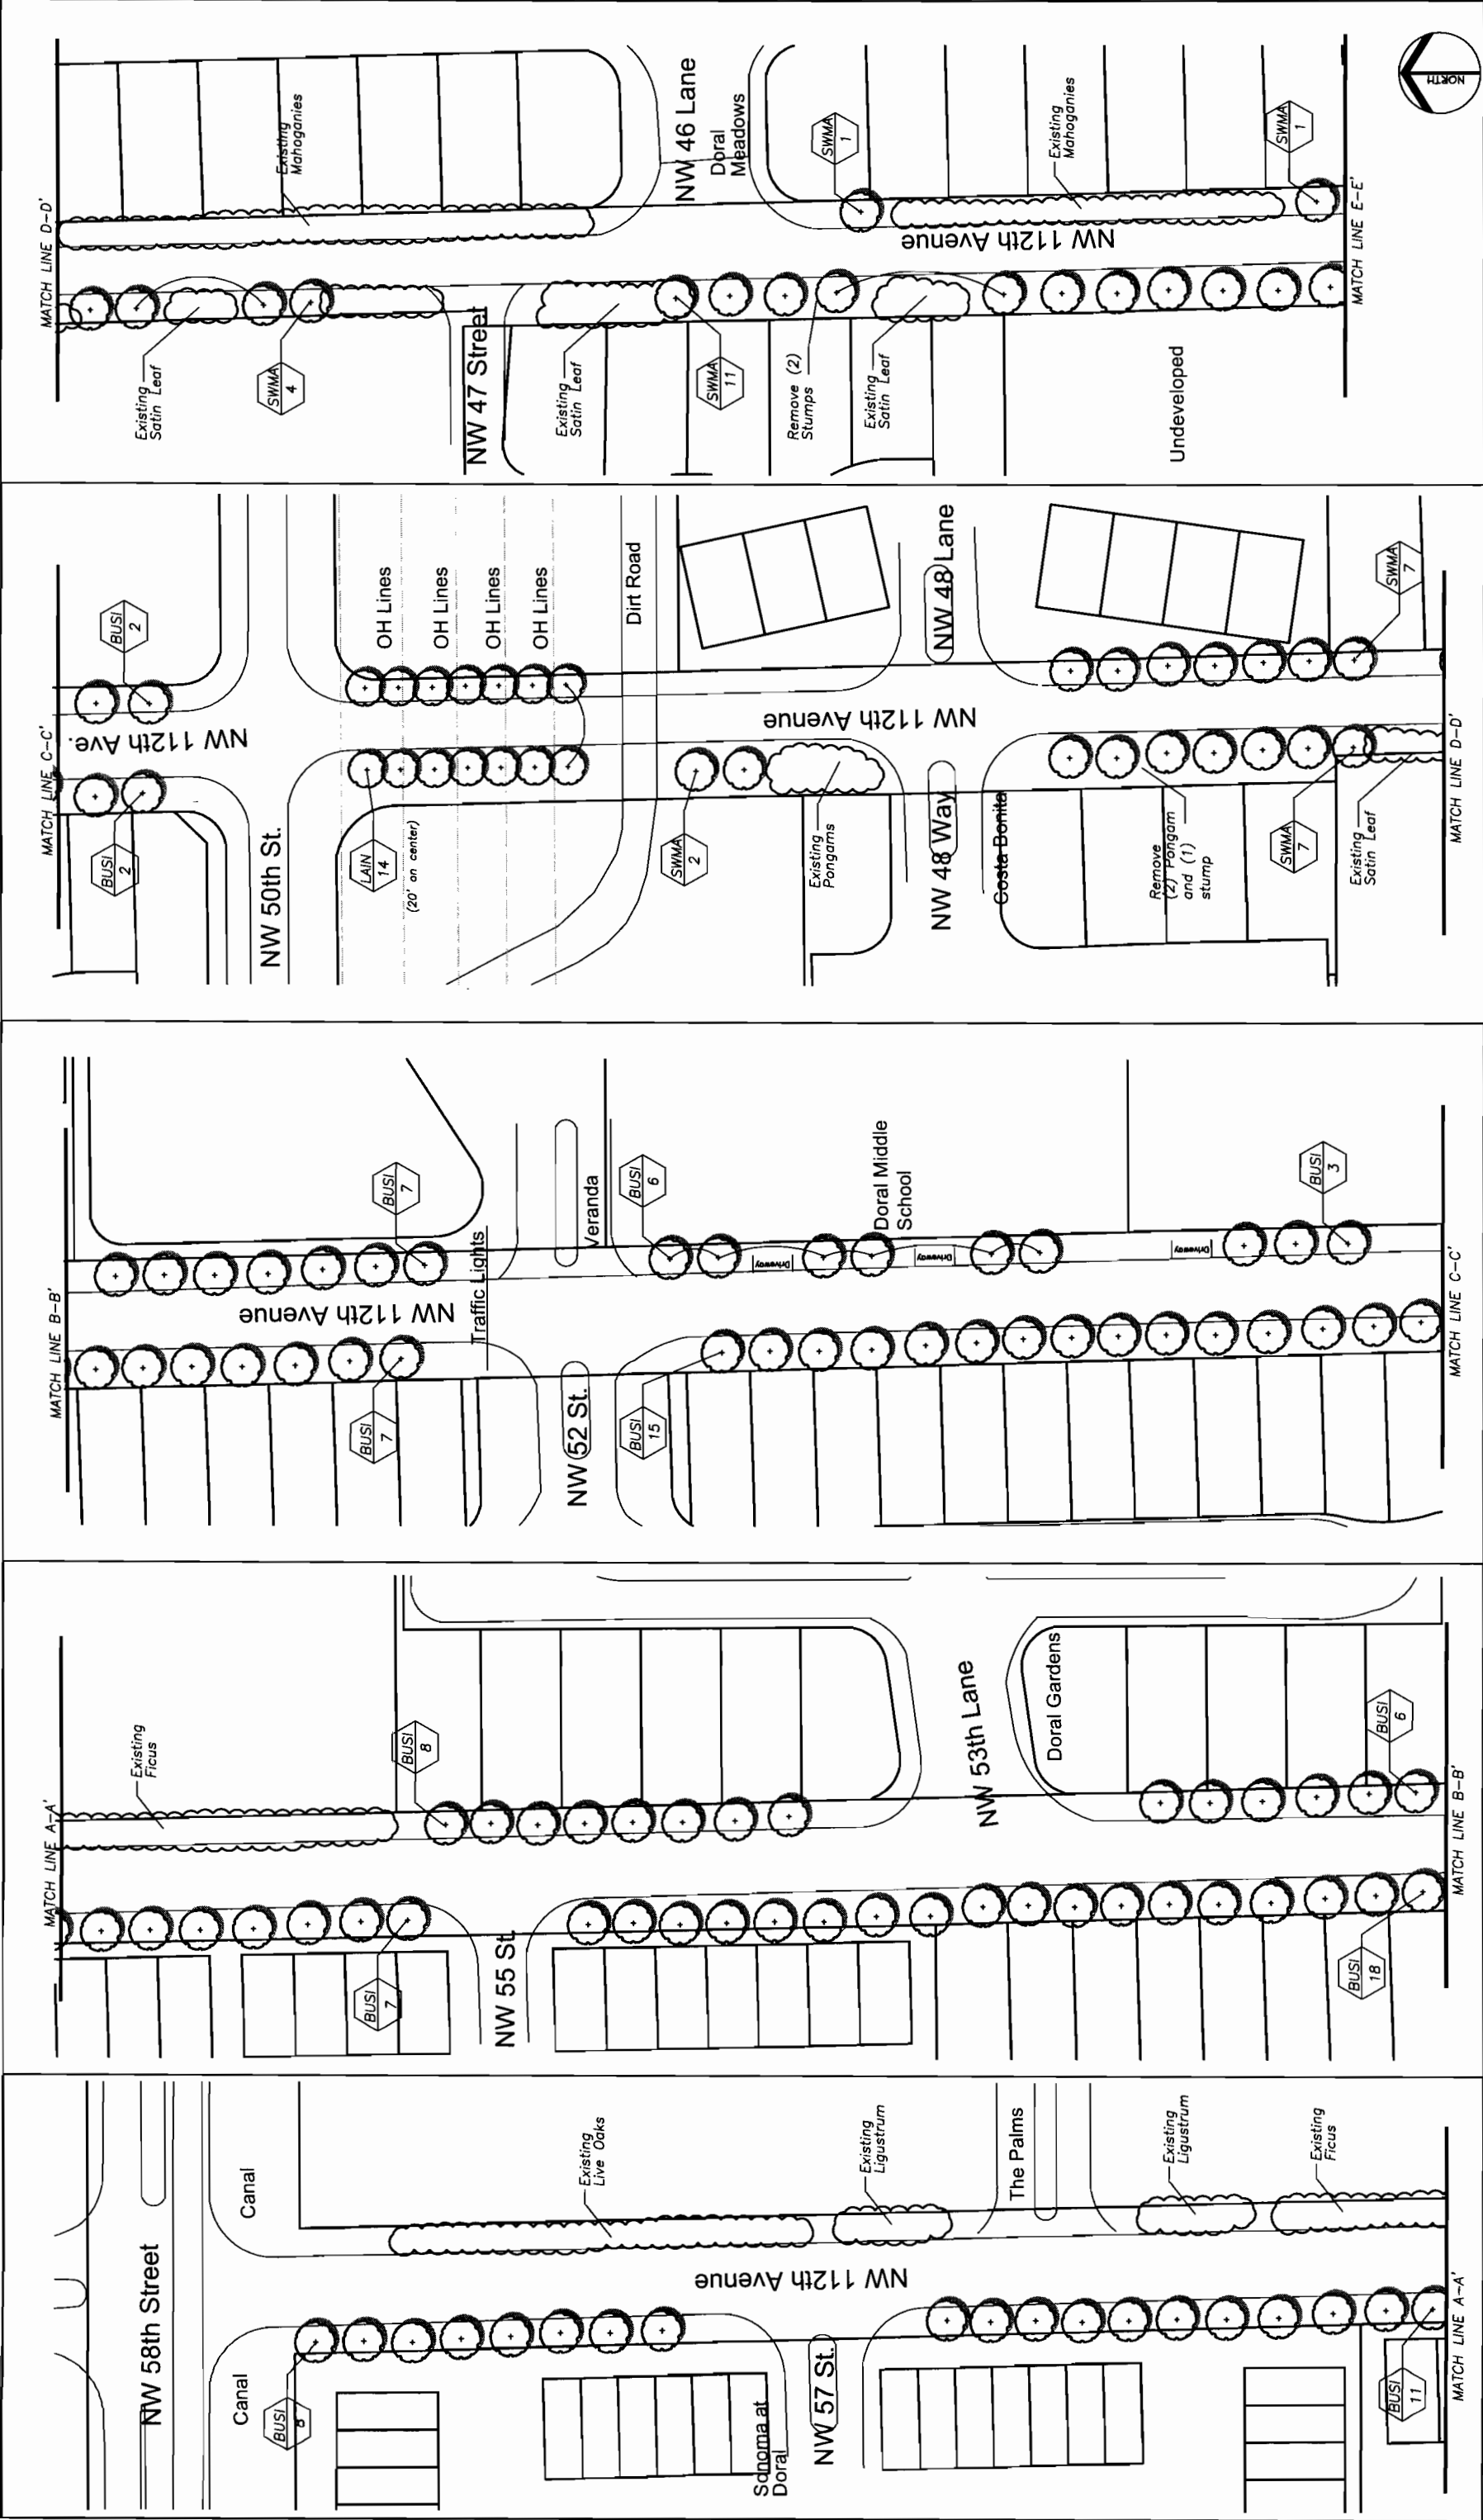 MATCH LINE D-D'
Existing
Mahoganies
NW 46 Lane
Doral
Meadows
SWMA
1
Existing
Mahoganies
SWMA
1
NORTH
NW 112th Avenue
MATCH LINE E-E'
Existing
Satin Leaf
SWMA
4
NW 47 Street
Existing
Satin Leaf
SWMA
11
Remove (2)
Stumps
Existing
Satin Leaf
Undeveloped
MATCH LINE C-C'
BUSI
2
NW 112th Ave.
BUSI
2
NW 50th St.
OH Lines
OH Lines
OH Lines
OH Lines
Dirt Road
LAIN
14
(20' on center)
NW 112th Avenue
SWMA
2
Existing
Pongams
NW 48 Lane
NW 48 Way
Costa Bonita
Remove
(2) Pongam
and (1)
stump
SWMA
7
SWMA
7
Existing
Satin Leaf
MATCH LINE D-D'
MATCH LINE B-B'
BUSI
7
NW 112th Avenue
BUSI
7
Traffic Lights
Veranda
NW 52 St.
BUSI
6
BUSI
15
Driveway
Doral Middle
School
Driveway
Driveway
BUSI
3
MATCH LINE C-C'
MATCH LINE A-A'
Existing
Ficus
BUSI
8
BUSI
7
NW 55 St.
NW 53th Lane
Doral Gardens
BUSI
6
BUSI
18
MATCH LINE B-B'
NW 58th Street
Canal
Canal
BUSI
8
Existing
Live Oaks
Existing
Ligustrum
NW 112th Avenue
Sonoma at
Doral
NW 57 St.
The Palms
Existing
Ligustrum
Existing
Ficus
BUSI
11
MATCH LINE A-A'